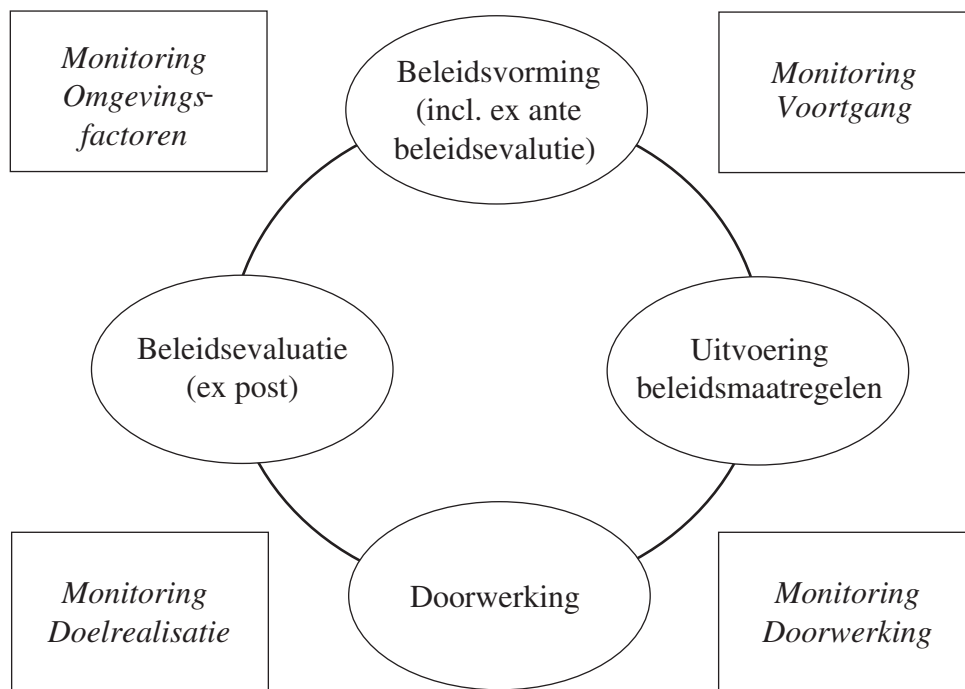 Monitoring
Omgevings-
factoren
Beleidsvorming
(incl. ex ante
beleidsevalutie)
Monitoring
Voortgang
Beleidsevaluatie
(ex post)
Uitvoering
beleidsmaatregelen
Monitoring
Doelrealisatie
Doorwerking
Monitoring
Doorwerking